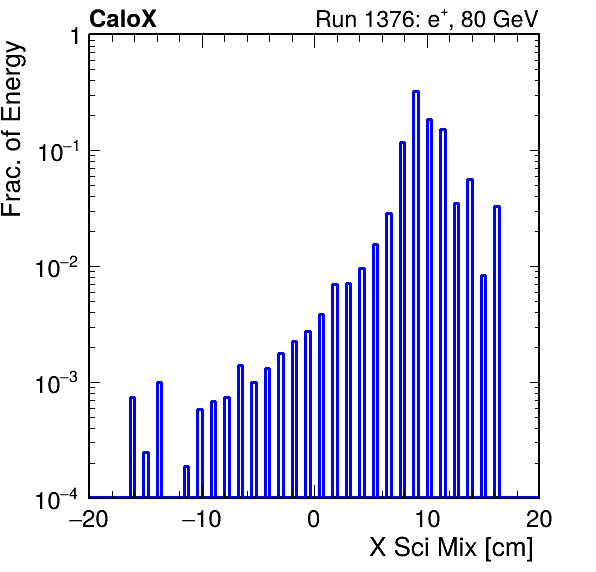 CaloX Run 1376: e⁺, 80 GeV
Frac. of Energy
1
10⁻¹
10⁻²
10⁻³
10⁻⁴
−20 −10 0 10 20
X Sci Mix [cm]